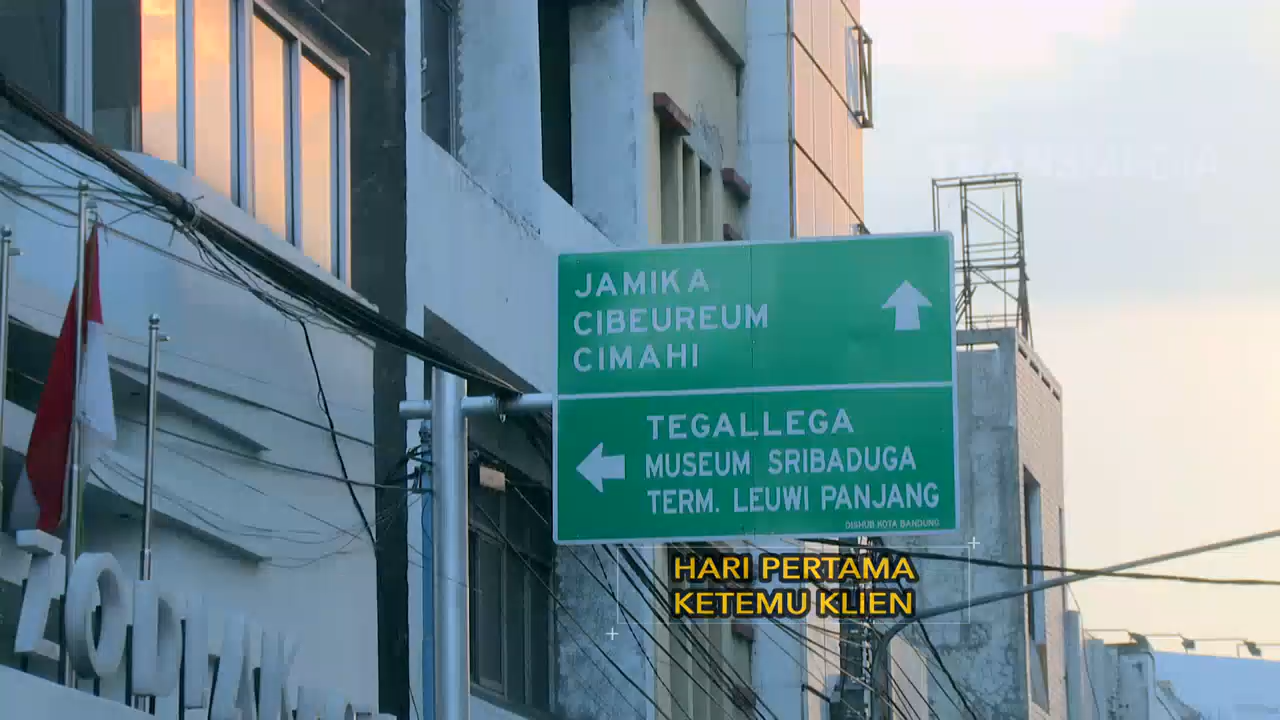 JAMIKA
CIBEUREUM
CIMAHI
TEGALLEGA
MUSEUM SRIBADUGA
TERM. LEUWI PANJANG
DISHUB KOTA BANDUNG
HARI PERTAMA
KETEMU KLIEN